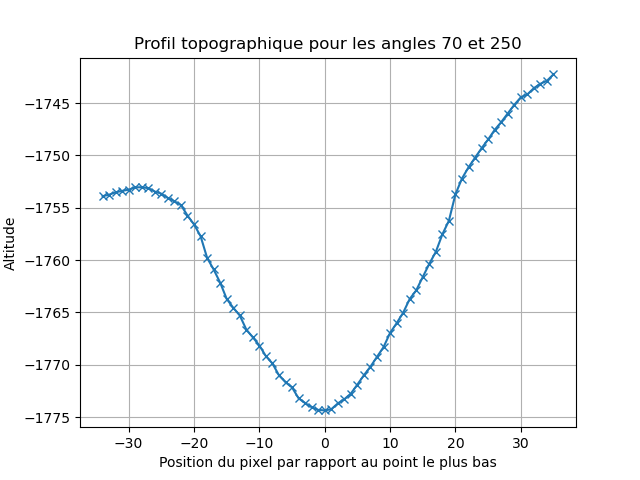 Profil topographique pour les angles 70 et 250
Altitude
−1745
−1750
−1755
−1760
−1765
−1770
−1775
−30 −20 −10 0 10 20 30
Position du pixel par rapport au point le plus bas